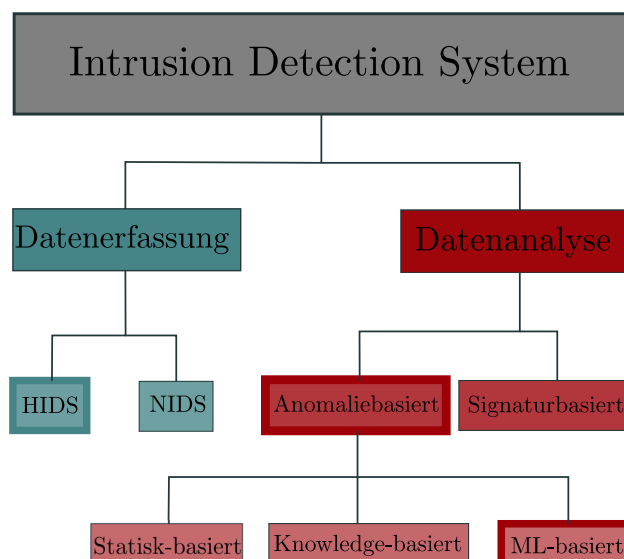 Intrusion Detection System
Datenerfassung
Datenanalyse
HIDS
NIDS
Anomaliebasiert
Signaturbasiert
Statisk-basiert
Knowledge-basiert
ML-basiert